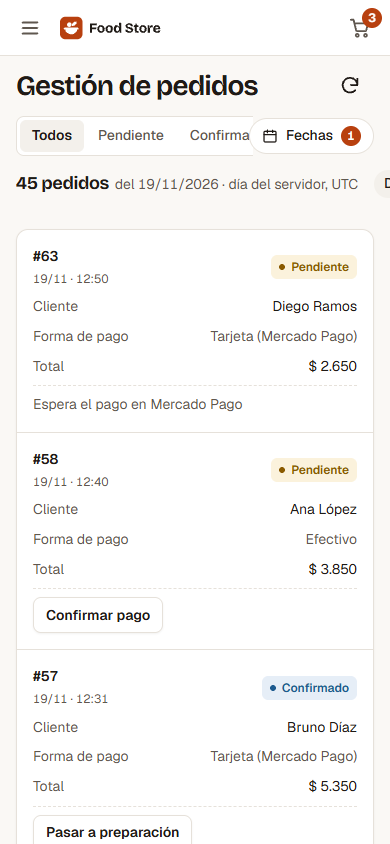 Food Store
3
Gestión de pedidos
Todos Pendiente Confirma Fechas 1
45 pedidos del 19/11/2026 · día del servidor, UTC
#63
Pendiente
19/11 · 12:50
Cliente Diego Ramos
Forma de pago Tarjeta (Mercado Pago)
Total $ 2.650
Espera el pago en Mercado Pago
#58
Pendiente
19/11 · 12:40
Cliente Ana López
Forma de pago Efectivo
Total $ 3.850
Confirmar pago
#57
Confirmado
19/11 · 12:31
Cliente Bruno Díaz
Forma de pago Tarjeta (Mercado Pago)
Total $ 5.350
Pasar a preparación